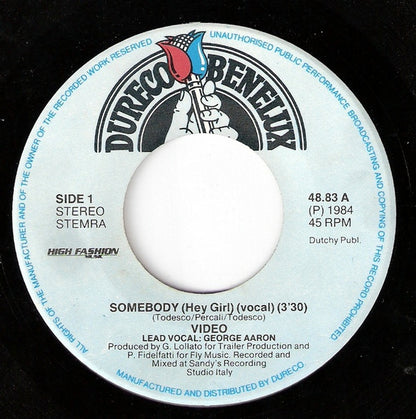 ALL RIGHTS OF THE MANUFACTURER AND OF THE OWNER OF THE RECORDED WORK RESERVED
UNAUTHORISED PUBLIC PERFORMANCE BROADCASTING AND COPYING OF THIS RECORD PROHIBITED
DURECO BENELUX
SIDE 1
STEREO
STEMRA
48.83 A
(P) 1984
45 RPM
Dutchy Publ.
HIGH FASHION
MUSIC
SOMEBODY (Hey Girl) (vocal) (3'30)
(Todesco/Percali/Todesco)
VIDEO
LEAD VOCAL: GEORGE AARON
Produced by G. Lollato for Trailer Production and
P. Fidelfatti for Fly Music. Recorded and
Mixed at Sandy's Recording
Studio Italy
MANUFACTURED AND DISTRIBUTED BY DURECO.